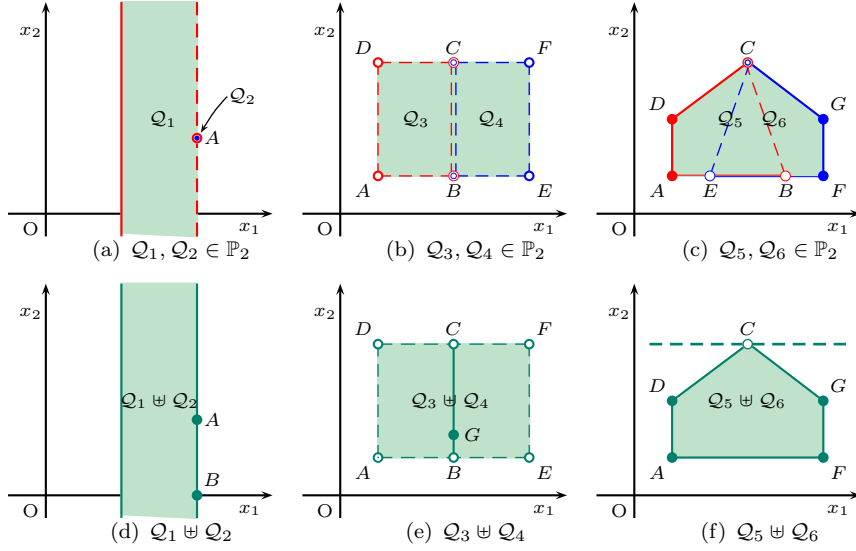 x₂
𝒬₁
𝒬₂
A
O
x₁
(a) 𝒬₁, 𝒬₂ ∈ ℙ₂
x₂
D
C
F
𝒬₃
𝒬₄
A
B
E
O
x₁
(b) 𝒬₃, 𝒬₄ ∈ ℙ₂
x₂
C
D
G
𝒬₅
𝒬₆
A
E
B
F
O
x₁
(c) 𝒬₅, 𝒬₆ ∈ ℙ₂
x₂
𝒬₁ ⊎ 𝒬₂
A
B
O
x₁
(d) 𝒬₁ ⊎ 𝒬₂
x₂
D
C
F
𝒬₃ ⊎ 𝒬₄
G
A
B
E
O
x₁
(e) 𝒬₃ ⊎ 𝒬₄
x₂
C
D
G
𝒬₅ ⊎ 𝒬₆
A
F
O
x₁
(f) 𝒬₅ ⊎ 𝒬₆